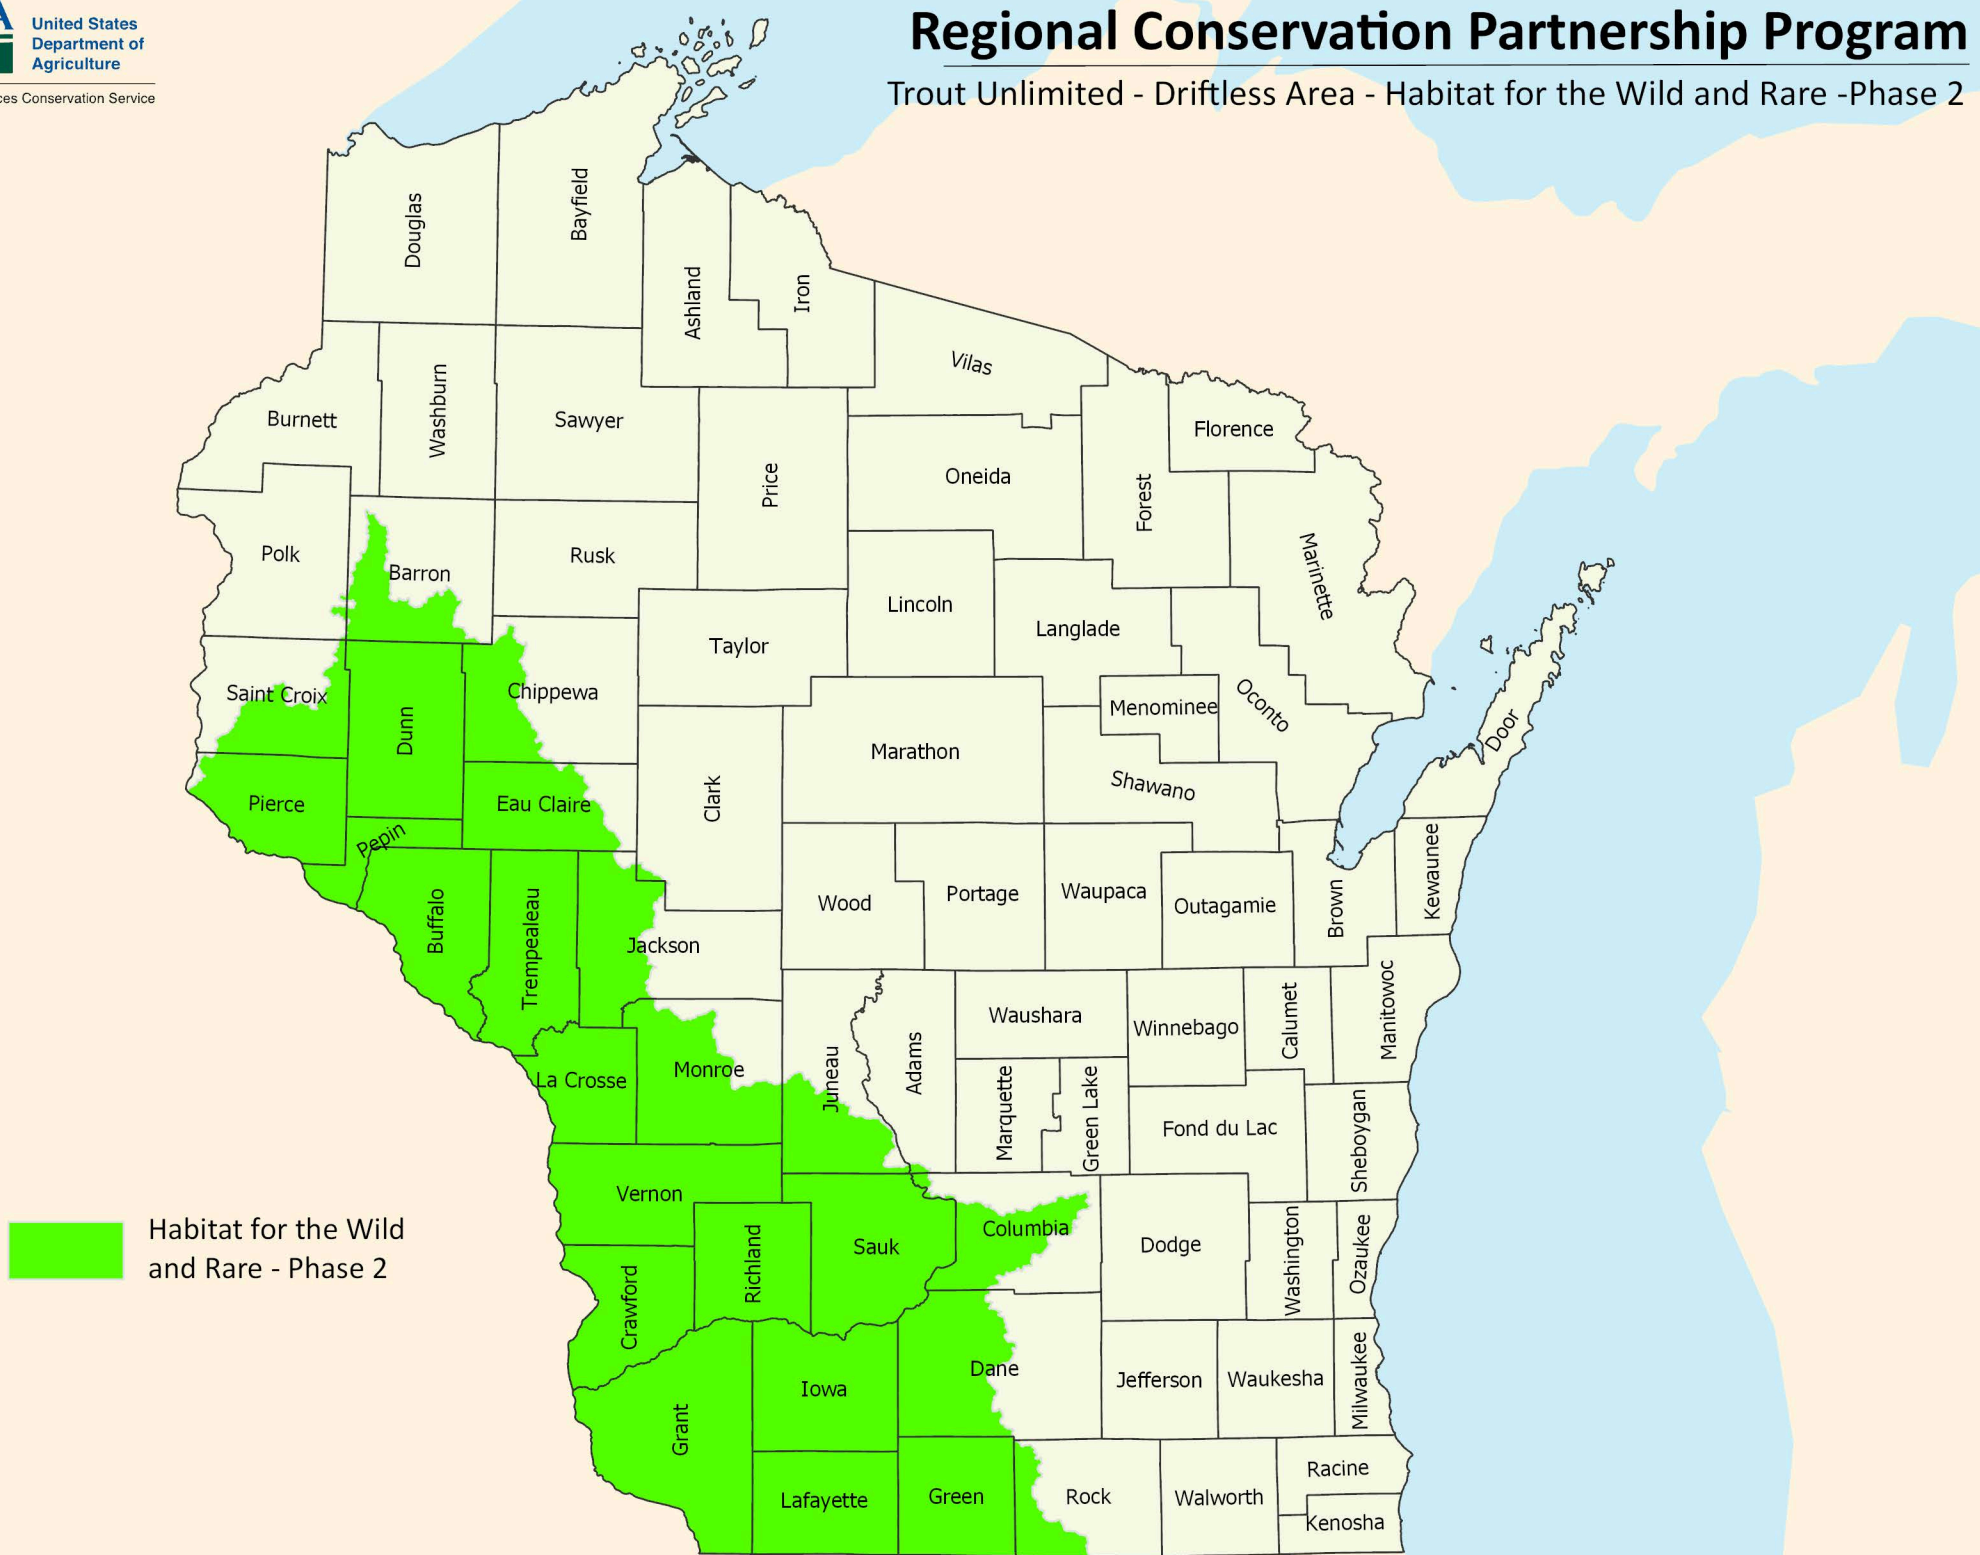 United States
Department of
Agriculture
Conservation Service
Regional Conservation Partnership Program
Trout Unlimited - Driftless Area - Habitat for the Wild and Rare -Phase 2
Douglas
Bayfield
Ashland
Iron
Vilas
Burnett
Washburn
Sawyer
Price
Oneida
Forest
Florence
Marinette
Polk
Barron
Rusk
Taylor
Lincoln
Langlade
Saint Croix
Dunn
Chippewa
Marathon
Menominee
Oconto
Door
Pierce
Pepin
Eau Claire
Clark
Shawano
Buffalo
Trempealeau
Jackson
Wood
Portage
Waupaca
Outagamie
Brown
Kewaunee
La Crosse
Monroe
Juneau
Adams
Waushara
Winnebago
Calumet
Manitowoc
Marquette
Green Lake
Fond du Lac
Sheboygan
Vernon
Crawford
Richland
Sauk
Columbia
Dodge
Washington
Ozaukee
Habitat for the Wild
and Rare - Phase 2
Grant
Iowa
Dane
Jefferson
Waukesha
Milwaukee
Lafayette
Green
Rock
Walworth
Racine
Kenosha